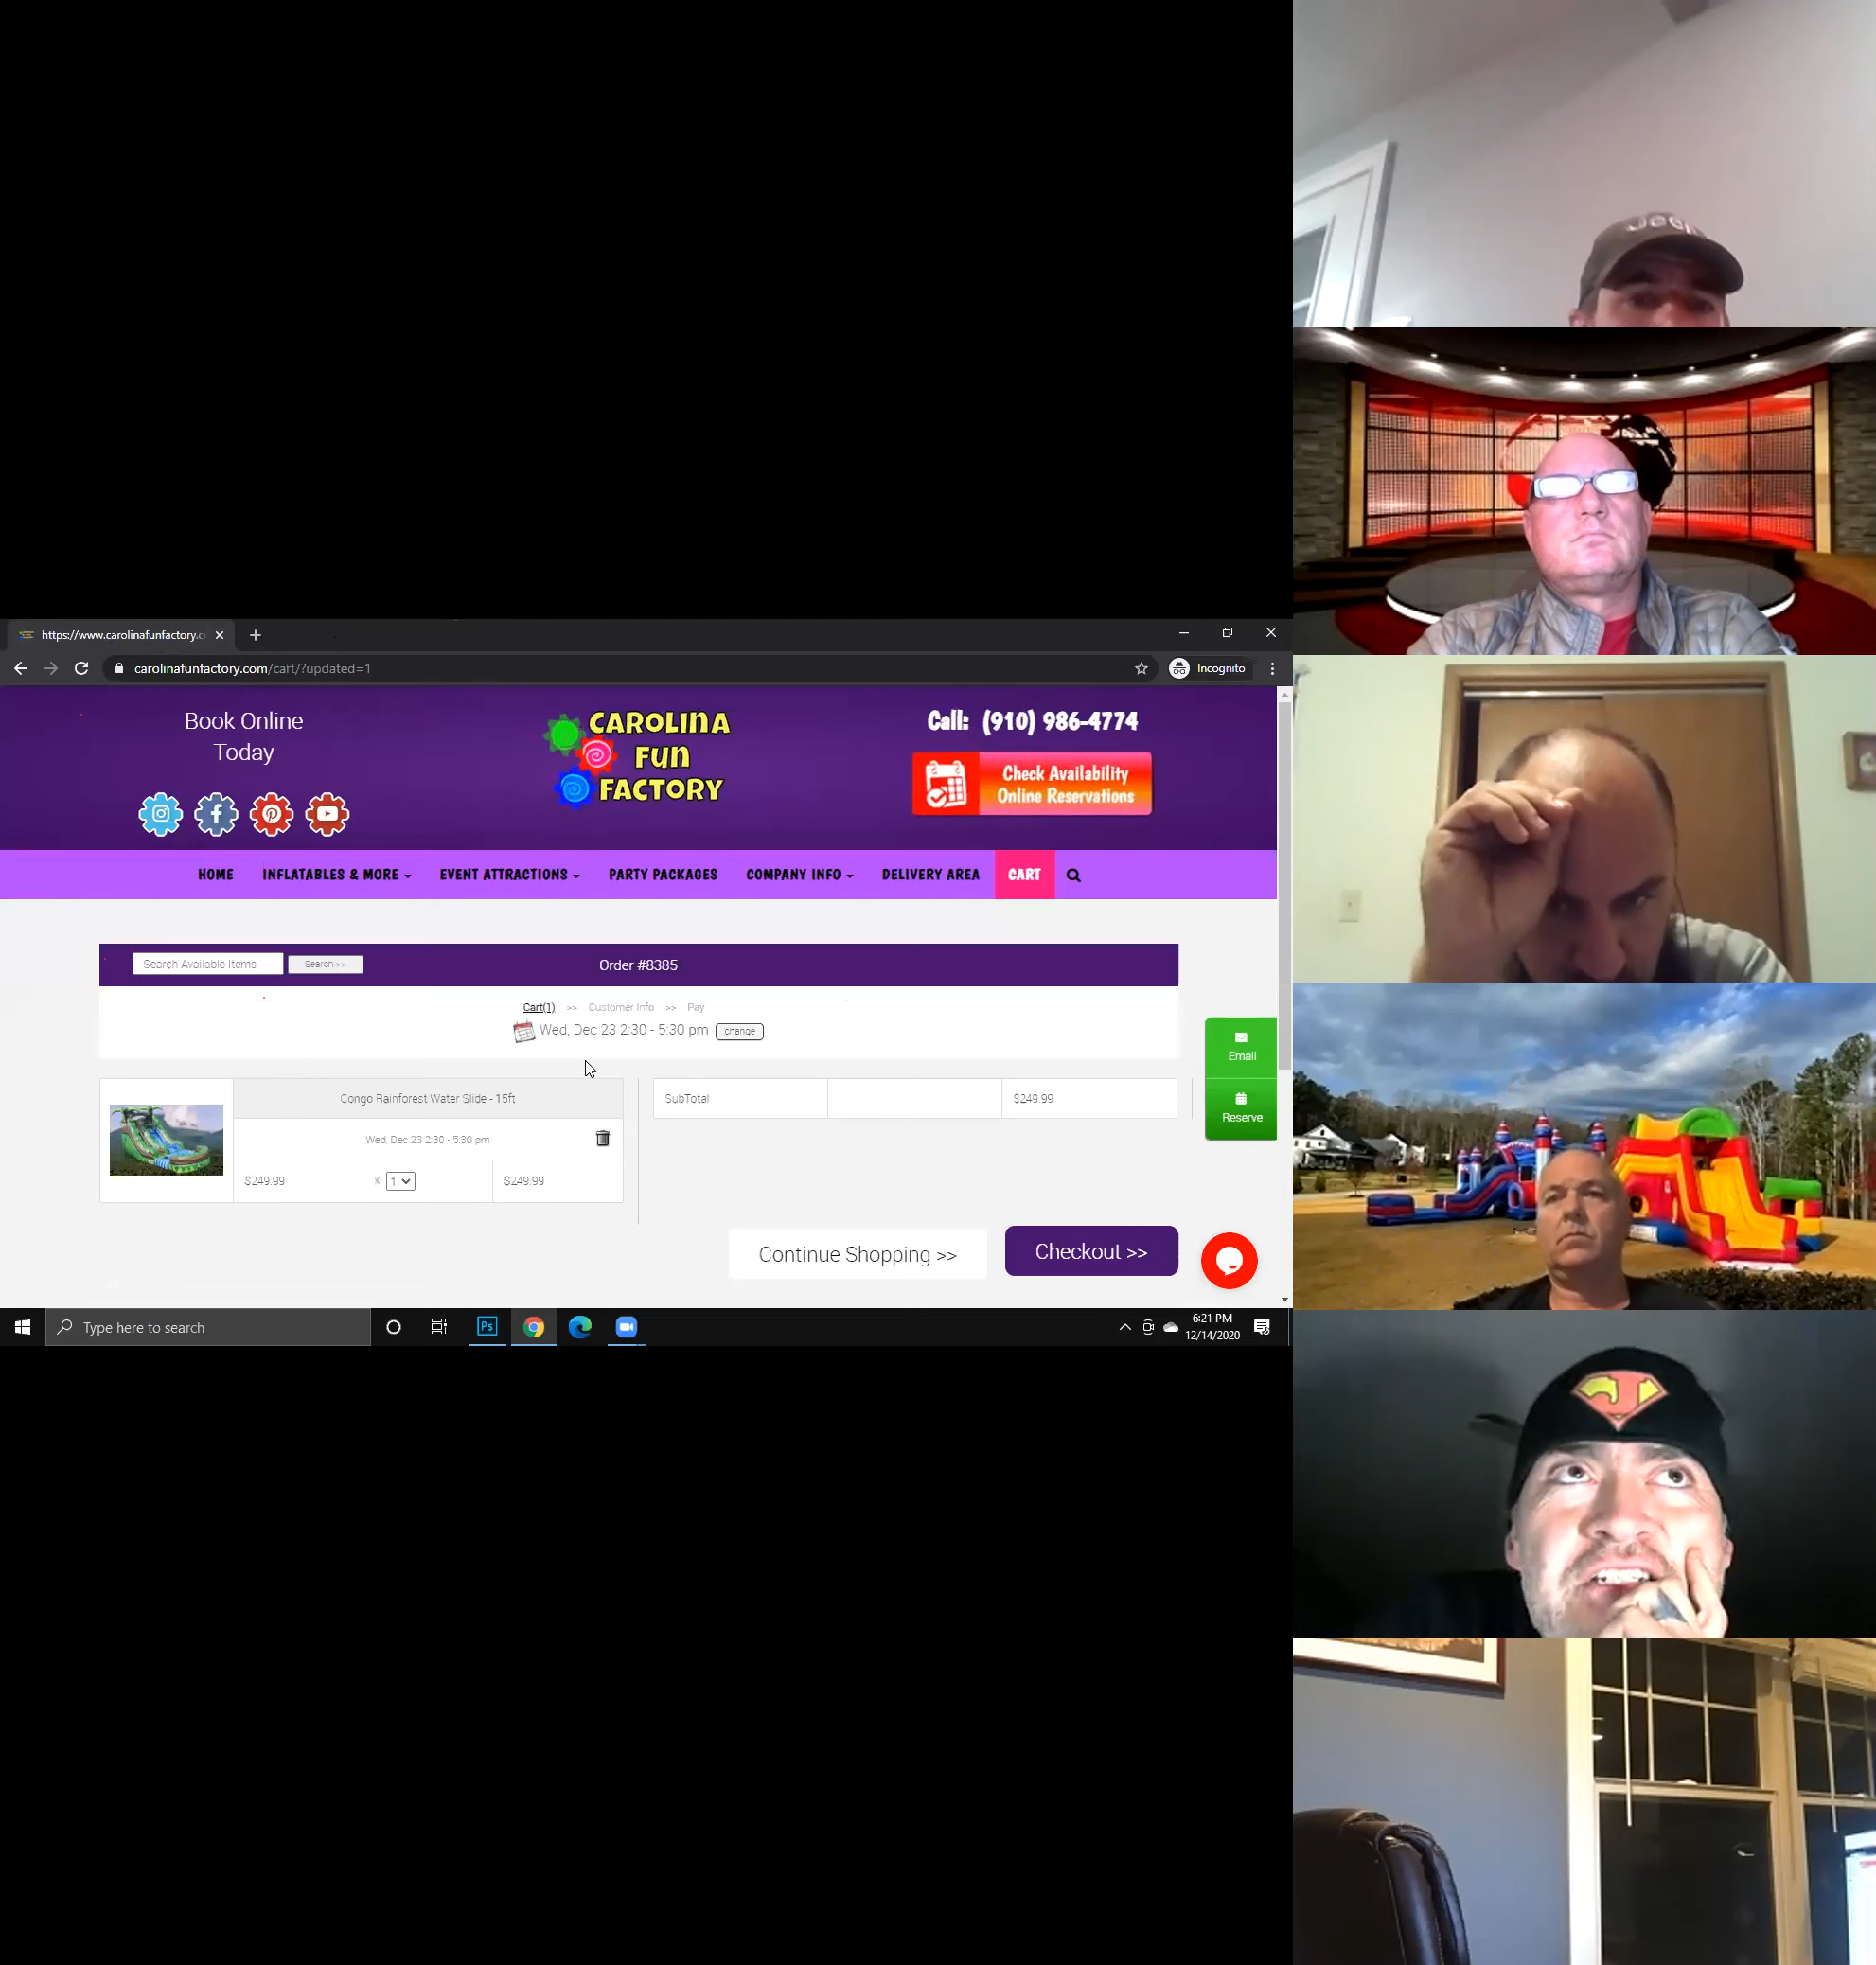 https://www.carolinafunfactory.c
carolinafunfactory.com/cart/?updated=1
Incognito
Book Online
Today
CAROLINA
FUN
FACTORY
Call: (910) 986-4774
Check Availability
Online Reservations
HOME INFLATABLES & MORE EVENT ATTRACTIONS PARTY PACKAGES COMPANY INFO DELIVERY AREA CART
Search Available Items Search >> Order #8385
Cart(1) >> Customer Info >> Pay
Wed, Dec 23 2:30 - 5:30 pm change
Email
Reserve
Congo Rainforest Water Slide - 15ft
Wed, Dec 23 2:30 - 5:30 pm
$249.99 x 1 $249.99
SubTotal $249.99
Continue Shopping >> Checkout >>
Type here to search
Ps
6:21 PM
12/14/2020
Jeep